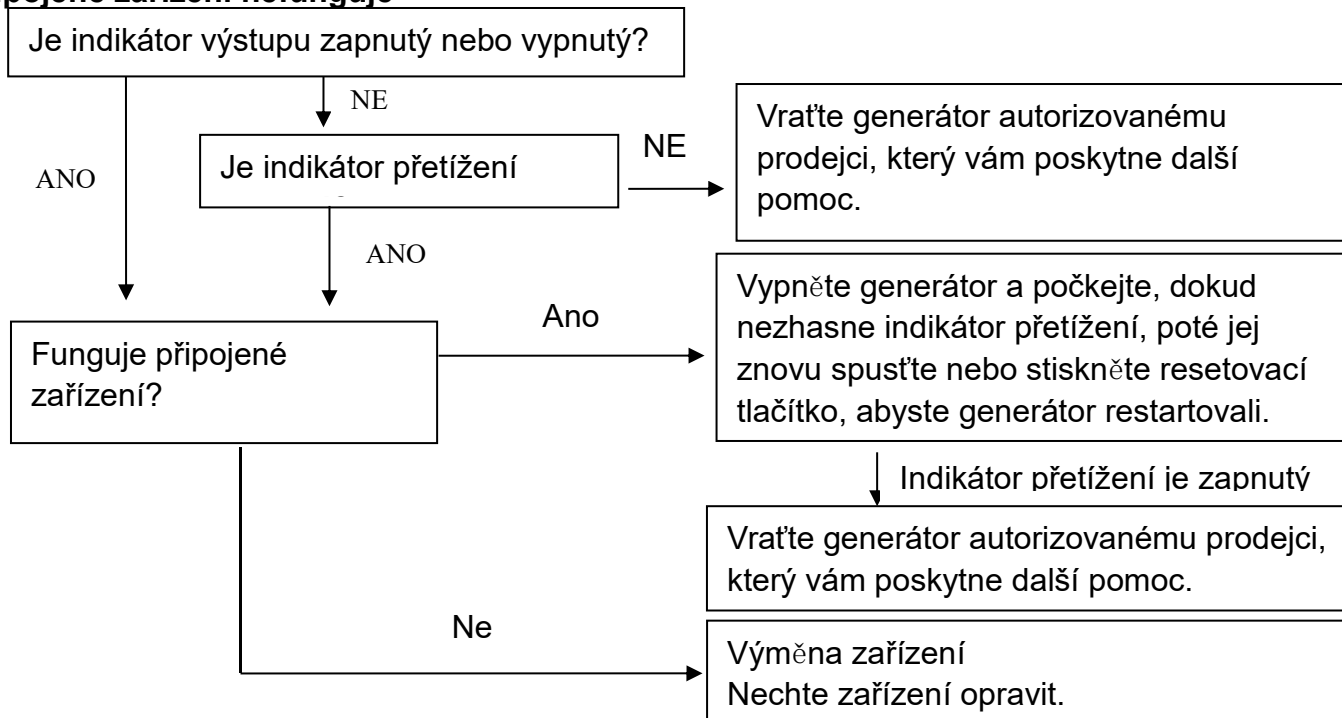 zařízení nefunguje
Je indikátor výstupu zapnutý nebo vypnutý?
NE
Vraťte generátor autorizovanému
prodejci, který vám poskytne další
pomoc.
NE
Je indikátor přetížení
ANO
ANO
Vypněte generátor a počkejte, dokud
nezhasne indikátor přetížení, poté jej
znovu spusťte nebo stiskněte resetovací
tlačítko, abyste generátor restartovali.
Ano
Funguje připojené
zařízení?
Indikátor přetížení je zapnutý
Vraťte generátor autorizovanému prodejci,
který vám poskytne další pomoc.
Ne
Výměna zařízení
Nechte zařízení opravit.